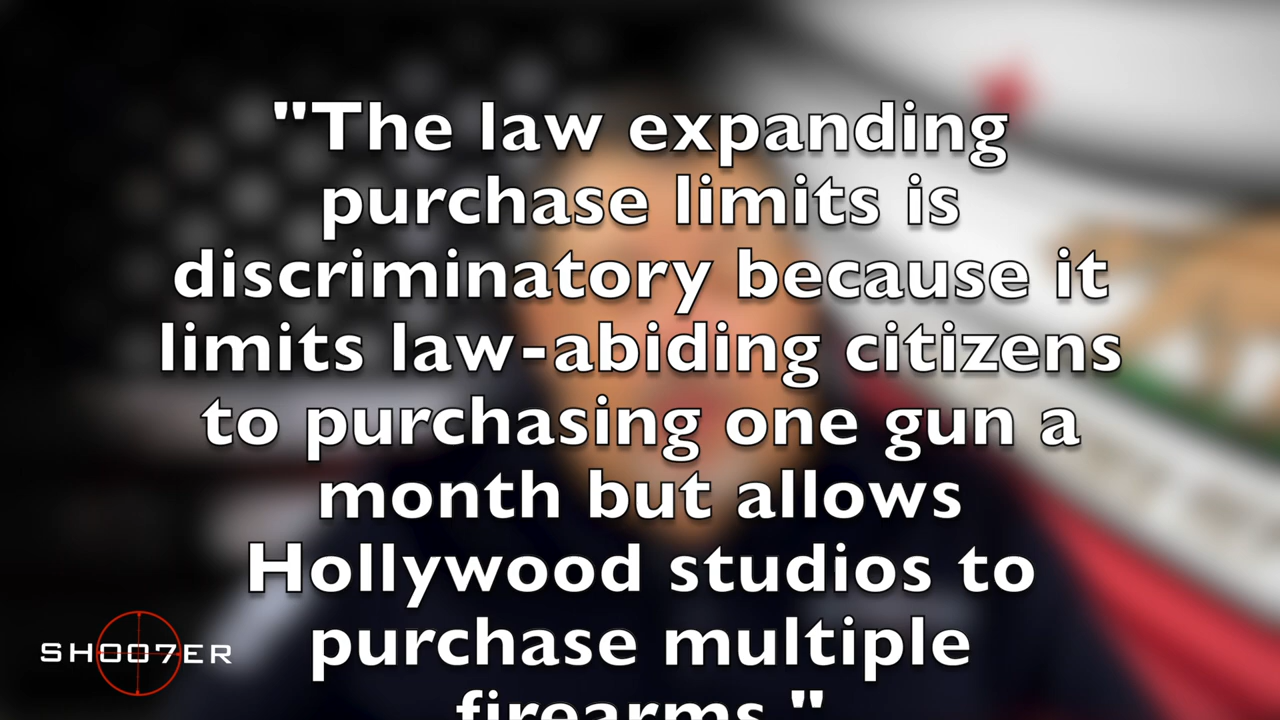 "The law expanding
purchase limits is
discriminatory because it
limits law-abiding citizens
to purchasing one gun a
month but allows
Hollywood studios to
purchase multiple
firearms."
SHOO7ER